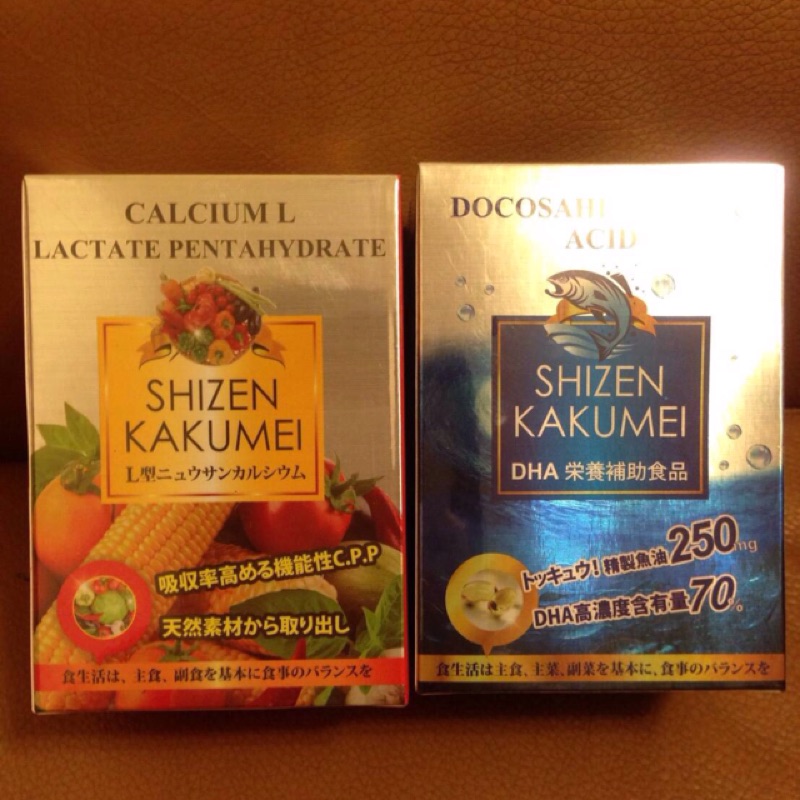 CALCIUM L
LACTATE PENTAHYDRATE
SHIZEN
KAKUMEI
L型ニュウサンカルシウム
吸収率高める機能性C.P.P
天然素材から取り出し
食生活は、主食、副食を基本に食事のバランスを
ACID
SHIZEN
KAKUMEI
DHA 栄養補助食品
トッキュウ! 精製魚油250mg
DHA高濃度含有量70%
食生活は主食、主菜、副菜を基本に、食事のバランスを